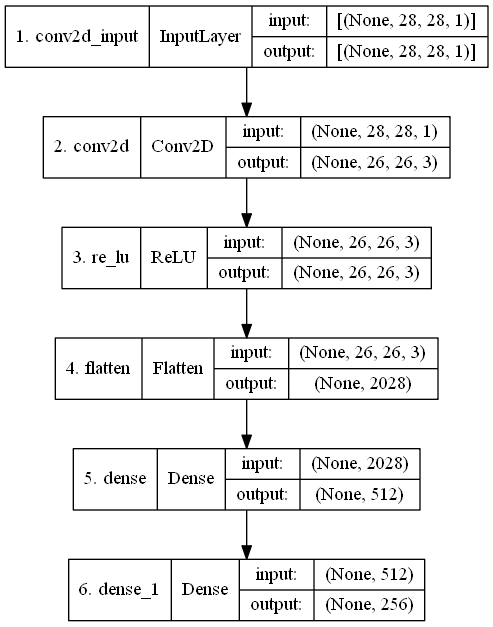 1. conv2d_input InputLayer input: [(None, 28, 28, 1)]
output: [(None, 28, 28, 1)]
2. conv2d Conv2D input: (None, 28, 28, 1)
output: (None, 26, 26, 3)
3. re_lu ReLU input: (None, 26, 26, 3)
output: (None, 26, 26, 3)
4. flatten Flatten input: (None, 26, 26, 3)
output: (None, 2028)
5. dense Dense input: (None, 2028)
output: (None, 512)
6. dense_1 Dense input: (None, 512)
output: (None, 256)